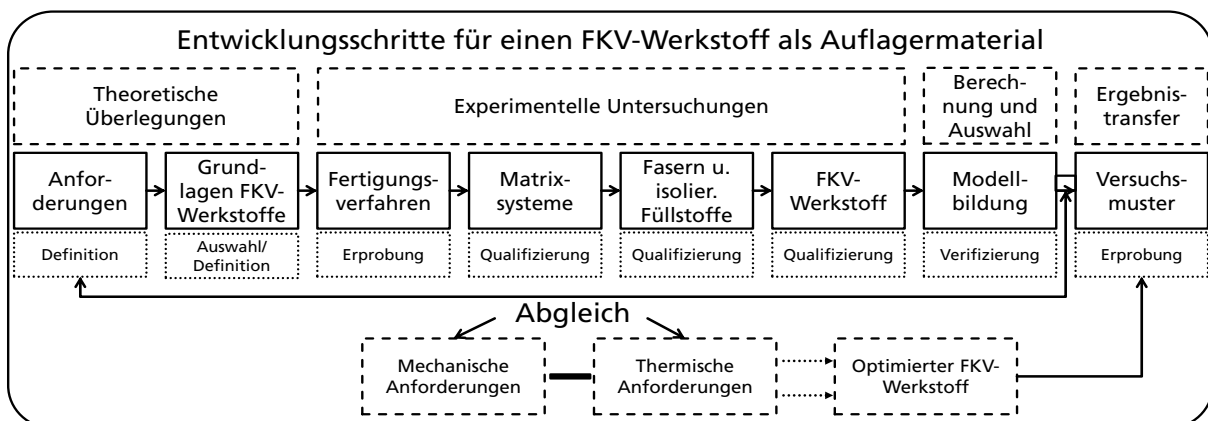 Entwicklungsschritte für einen FKV-Werkstoff als Auflagermaterial
Theoretische
Überlegungen
Experimentelle Untersuchungen
Berech-
nung und
Auswahl
Ergebnis-
transfer
Anfor-
derungen
Grund-
lagen FKV-
Werkstoffe
Fertigungs-
verfahren
Matrix-
systeme
Fasern u.
isolier.
Füllstoffe
FKV-
Werkstoff
Modell-
bildung
Versuchs-
muster
Definition
Auswahl/
Definition
Erprobung
Qualifizierung
Qualifizierung
Qualifizierung
Verifizierung
Erprobung
Abgleich
Mechanische
Anforderungen
Thermische
Anforderungen
Optimierter FKV-
Werkstoff